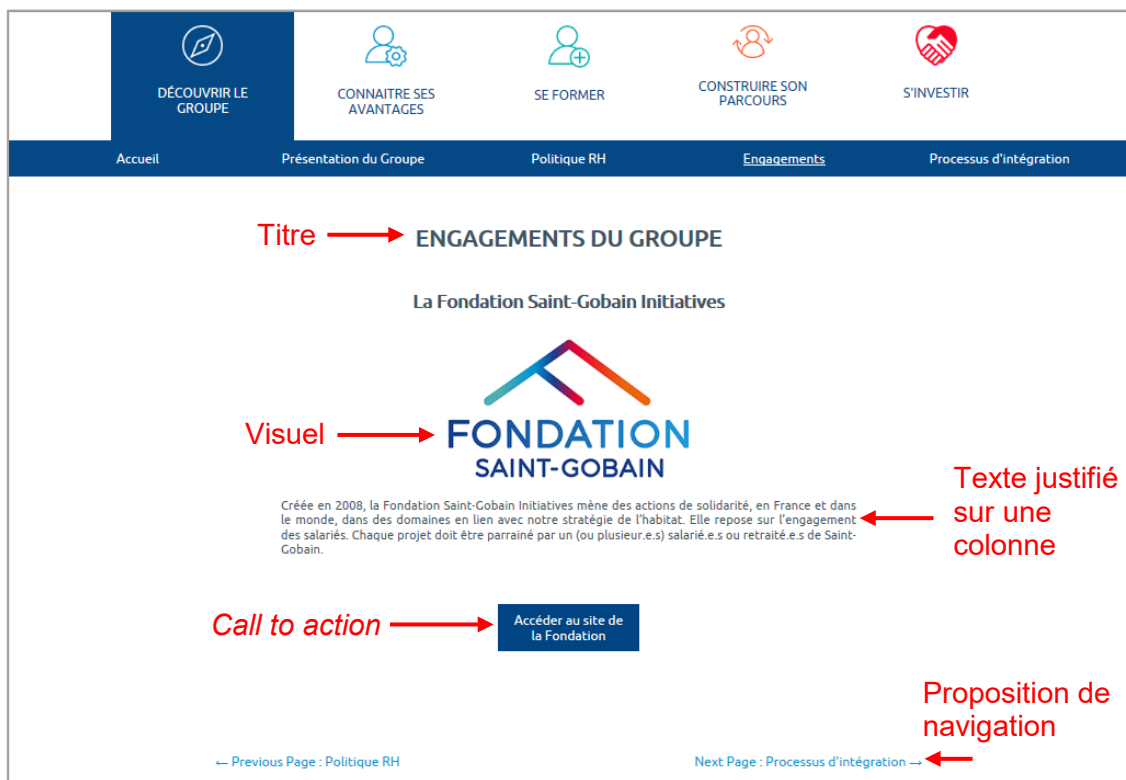 DÉCOUVRIR LE
GROUPE
CONNAITRE SES
AVANTAGES
SE FORMER
CONSTRUIRE SON
PARCOURS
S'INVESTIR
Accueil
Présentation du Groupe
Politique RH
Engagements
Processus d'intégration
Titre
ENGAGEMENTS DU GROUPE
La Fondation Saint-Gobain Initiatives
Visuel
FONDATION
SAINT-GOBAIN
Créée en 2008, la Fondation Saint-Gobain Initiatives mène des actions de solidarité, en France et dans
le monde, dans des domaines en lien avec notre stratégie de l'habitat. Elle repose sur l'engagement
des salariés. Chaque projet doit être parrainé par un (ou plusieur.e.s) salarié.e.s ou retraité.e.s de Saint-
Gobain.
Texte justifié
sur une
colonne
Call to action
Accéder au site de
la Fondation
Proposition de
navigation
← Previous Page : Politique RH
Next Page : Processus d'intégration →